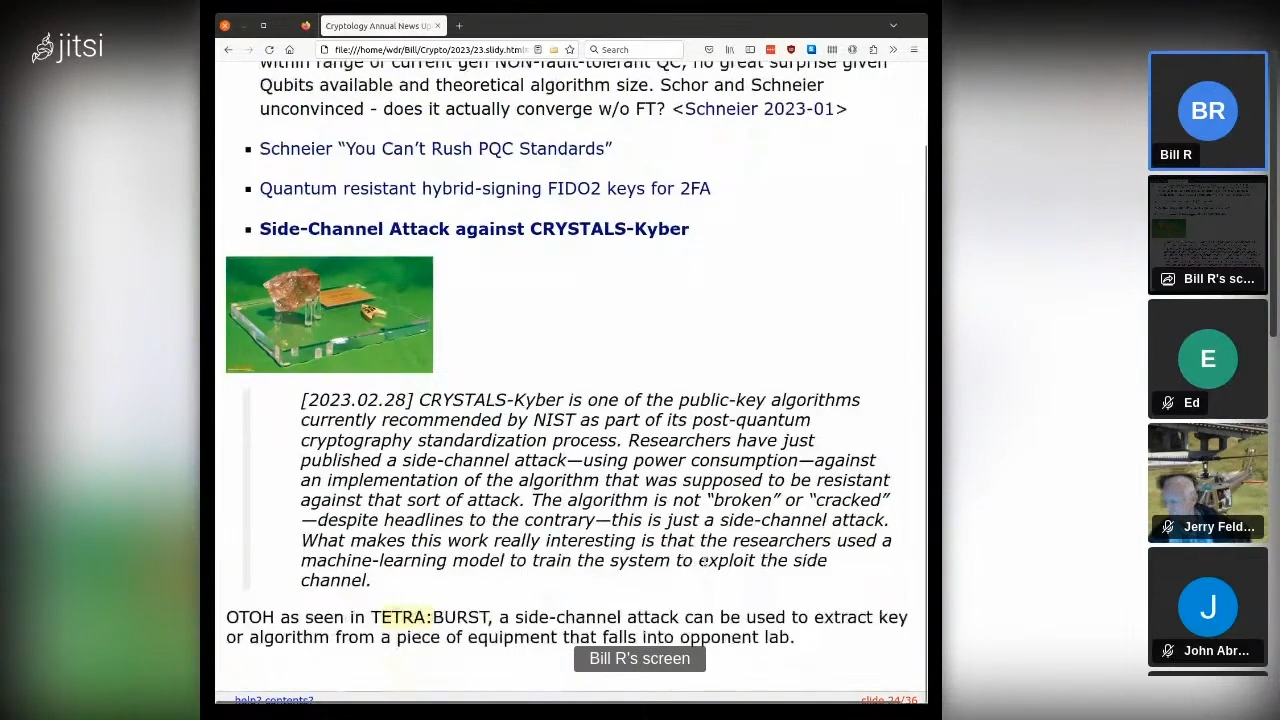 jitsi
Cryptology Annual News Up
file:///home/wdr/Bill/Crypto/2023/23.slidy.html
Search
within range of current gen NON-fault-tolerant QC, no great surprise given
Qubits available and theoretical algorithm size. Schor and Schneier
unconvinced - does it actually converge w/o FT? <Schneier 2023-01>
Schneier “You Can’t Rush PQC Standards”
Quantum resistant hybrid-signing FIDO2 keys for 2FA
Side-Channel Attack against CRYSTALS-Kyber
[2023.02.28] CRYSTALS-Kyber is one of the public-key algorithms
currently recommended by NIST as part of its post-quantum
cryptography standardization process. Researchers have just
published a side-channel attack—using power consumption—against
an implementation of the algorithm that was supposed to be resistant
against that sort of attack. The algorithm is not “broken” or “cracked”
—despite headlines to the contrary—this is just a side-channel attack.
What makes this work really interesting is that the researchers used a
machine-learning model to train the system to exploit the side
channel.
OTOH as seen in TETRA:BURST, a side-channel attack can be used to extract key
or algorithm from a piece of equipment that falls into opponent lab.
Bill R's screen
help? contents?
slide 24/36
BR
Bill R
Bill R's sc...
E
Ed
Jerry Feld...
J
John Abr...